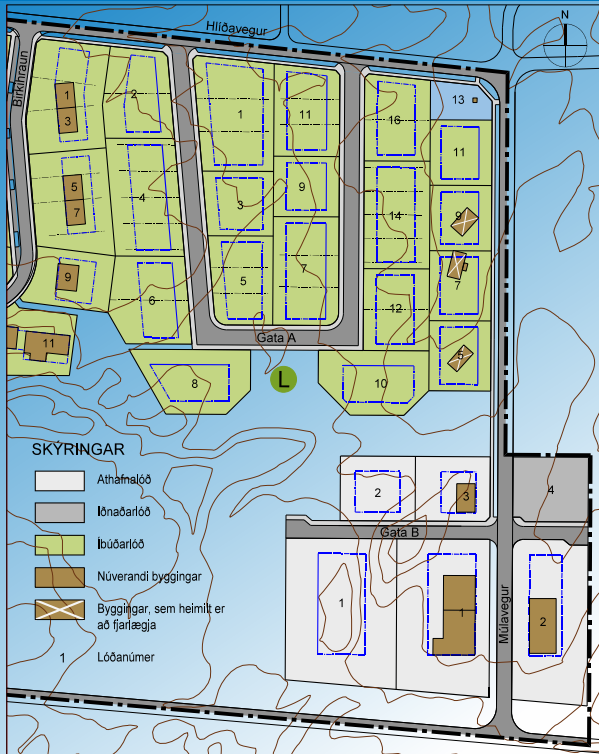 Hlíðavegur
N
Birkihraun
1
3
2
1
11
16
13
11
5
7
4
3
9
14
9
9
6
5
7
12
7
11
Gata A
5
8
L
10
SKÝRINGAR
Athafnalóð
Iðnaðarlóð
Íbúðarlóð
Núverandi byggingar
Byggingar, sem heimilt er
að fjarlægja
1 Lóðanúmer
2
3
4
Gata B
1
1
2
Múlavegur